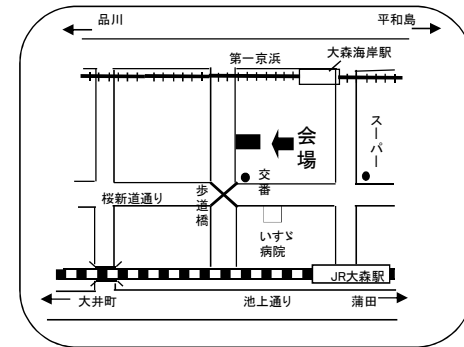 品川
平和島
第一京浜
大森海岸駅
会場
スーパー
交番
歩道橋
桜新道通り
いすゞ
病院
JR大森駅
大井町
池上通り
蒲田